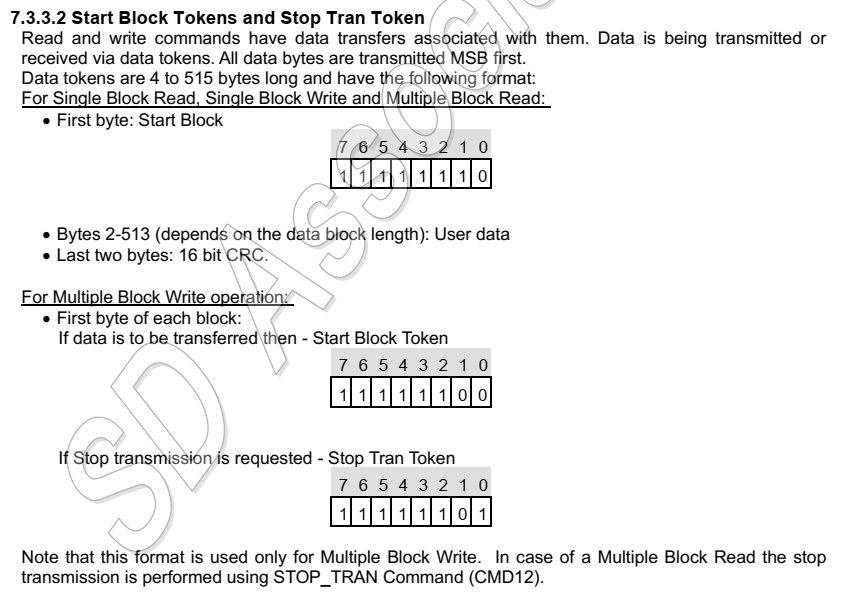 7.3.3.2 Start Block Tokens and Stop Tran Token
Read and write commands have data transfers associated with them. Data is being transmitted or
received via data tokens. All data bytes are transmitted MSB first.
Data tokens are 4 to 515 bytes long and have the following format:
For Single Block Read, Single Block Write and Multiple Block Read:
• First byte: Start Block
7 6 5 4 3 2 1 0
1 1 1 1 1 1 1 0
• Bytes 2-513 (depends on the data block length): User data
• Last two bytes: 16 bit CRC.
For Multiple Block Write operation:
• First byte of each block:
If data is to be transferred then - Start Block Token
7 6 5 4 3 2 1 0
1 1 1 1 1 1 0 0
If Stop transmission is requested - Stop Tran Token
7 6 5 4 3 2 1 0
1 1 1 1 1 1 0 1
Note that this format is used only for Multiple Block Write. In case of a Multiple Block Read the stop
transmission is performed using STOP_TRAN Command (CMD12).
SD Associ